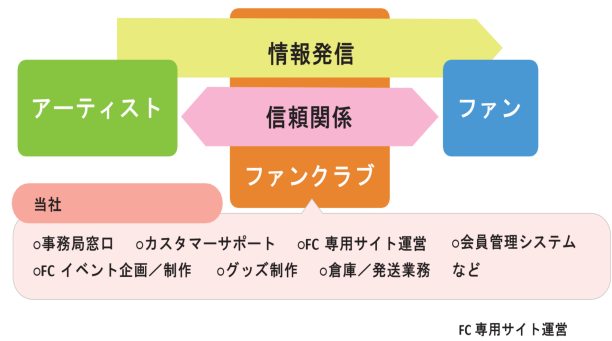 情報発信
アーティスト
信頼関係
ファン
ファンクラブ
当社
○事務局窓口 ○カスタマーサポート ○FC 専用サイト運営 ○会員管理システム
○FC イベント企画／制作 ○グッズ制作 ○倉庫／発送業務 など
FC 専用サイト運営